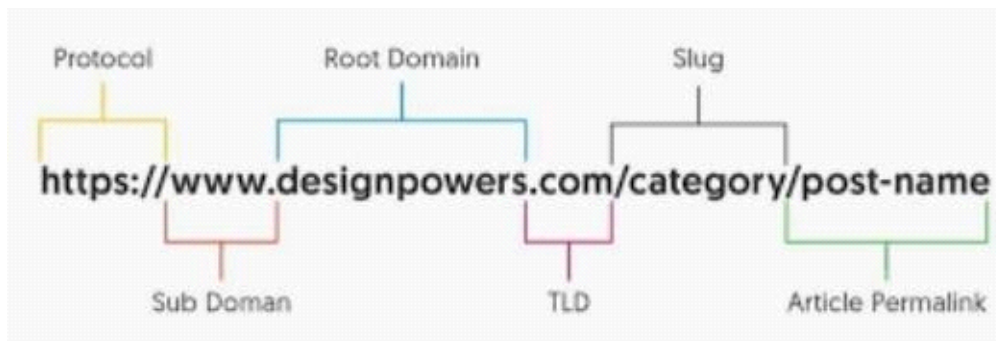 Protocol Root Domain Slug
https://www.designpowers.com/category/post-name
Sub Doman TLD Article Permalink